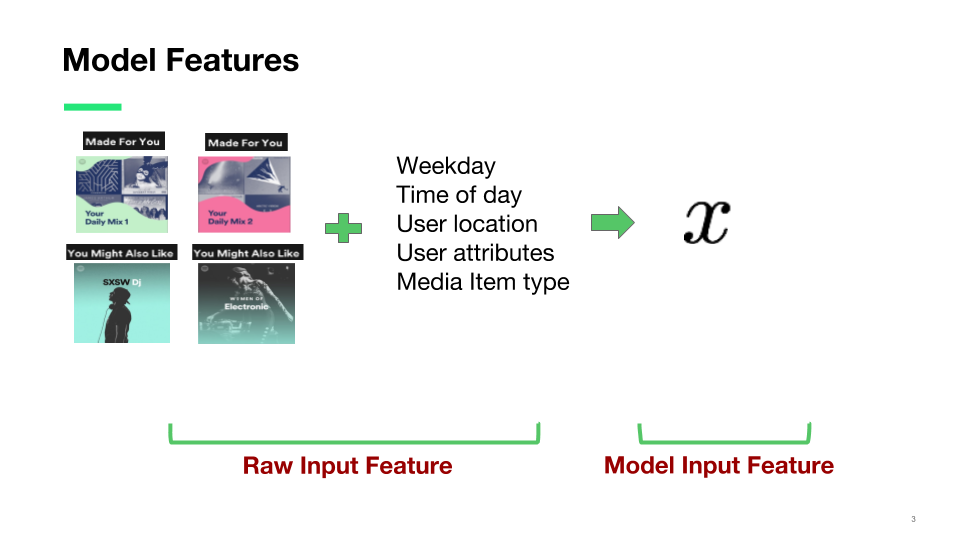 Model Features
Made For You
Made For You
Your
Daily Mix 1
Your
Daily Mix 2
You Might Also Like
You Might Also Like
SXSW Dj
WOMEN OF
Electronic
Weekday
Time of day
User location
User attributes
Media Item type
x
Raw Input Feature
Model Input Feature
3